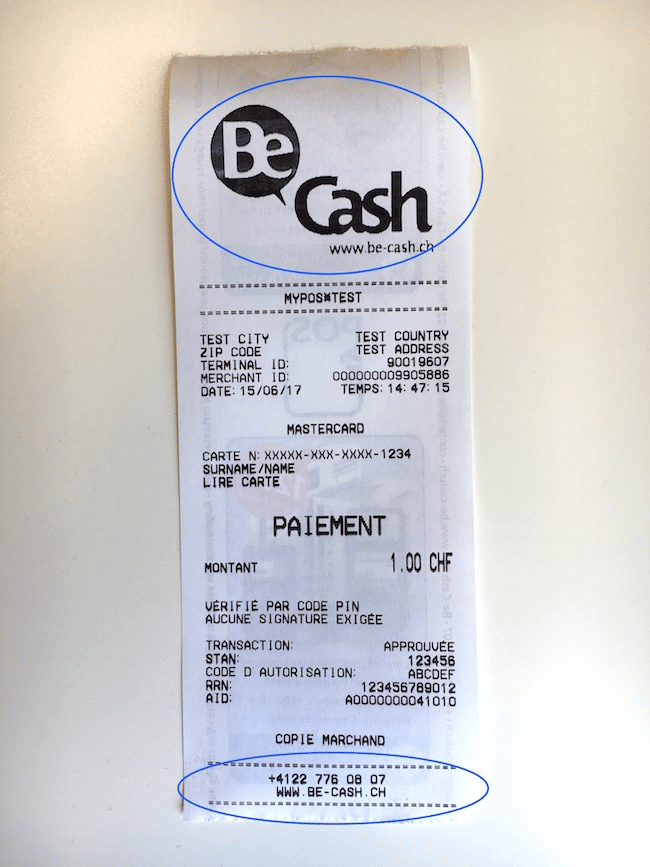 Be
Cash
www.be-cash.ch
MYPOS*TEST
TEST CITY TEST COUNTRY
ZIP CODE TEST ADDRESS
TERMINAL ID: 90019607
MERCHANT ID: 000000009905886
DATE: 15/06/17 TEMPS: 14:47:15
MASTERCARD
CARTE N: XXXXX-XXX-XXXX-1234
SURNAME/NAME
LIRE CARTE
PAIEMENT
MONTANT 1.00 CHF
VÉRIFIÉ PAR CODE PIN
AUCUNE SIGNATURE EXIGÉE
TRANSACTION: APPROUVÉE
STAN: 123456
CODE D'AUTORISATION: ABCDEF
RRN: 123456789012
AID: A0000000041010
COPIE MARCHAND
+4122 776 08 07
WWW.BE-CASH.CH